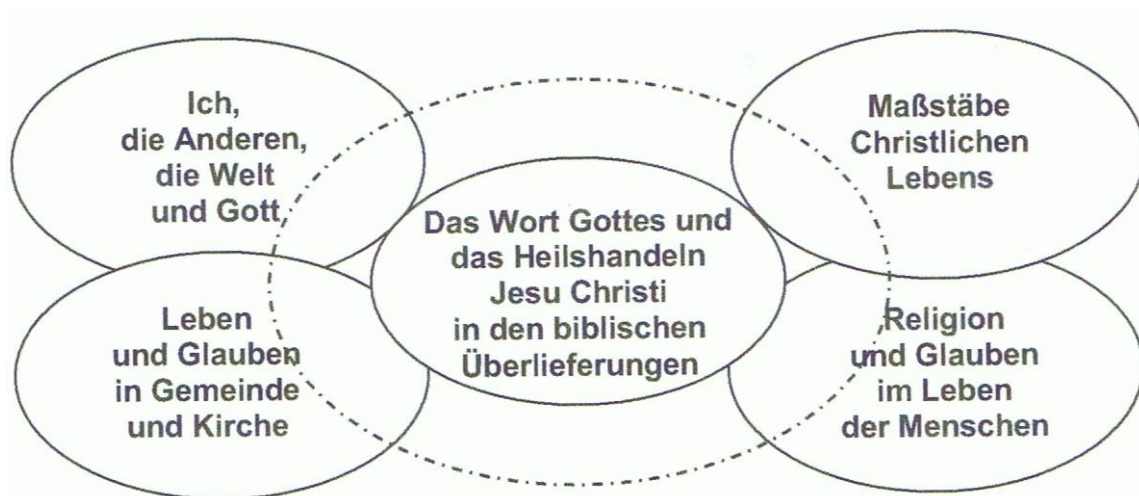 Ich,
die Anderen,
die Welt
und Gott
Maßstäbe
Christlichen
Lebens
Das Wort Gottes und
das Heilshandeln
Jesu Christi
in den biblischen
Überlieferungen
Leben
und Glauben
in Gemeinde
und Kirche
Religion
und Glauben
im Leben
der Menschen